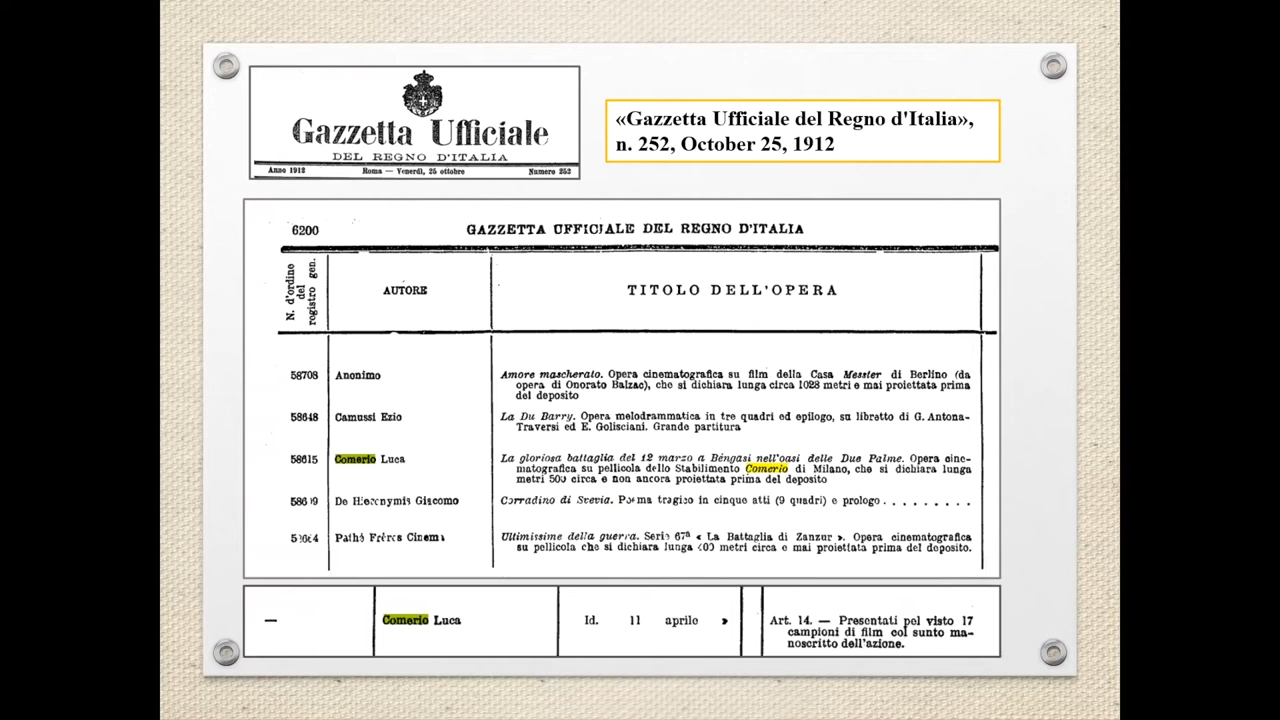 Gazzetta Ufficiale
DEL REGNO D'ITALIA
Anno 1912 Roma — Venerdì, 25 ottobre Numero 252
«Gazzetta Ufficiale del Regno d'Italia»,
n. 252, October 25, 1912
6200 GAZZETTA UFFICIALE DEL REGNO D'ITALIA
N. d'ordine
del
registro gen.
AUTORE
TITOLO DELL'OPERA
58708 Anonimo Amore mascherato. Opera cinematografica su film della Casa Messter di Berlino (da
opera di Onorato Balzac), che si dichiara lunga circa 1028 metri e mai proiettata prima
del deposito
58648 Camussi Ezio La Du Barry. Opera melodrammatica in tre quadri ed epilogo, su libretto di G. Antona-
Traversi ed E. Golisciani. Grande partitura
58615 Comerio Luca La gloriosa battaglia del 12 marzo a Bengasi nell'oasi delle Due Palme. Opera cine-
matografica su pellicola dello Stabilimento Comerio di Milano, che si dichiara lunga
metri 500 circa e non ancora proiettata prima del deposito
De Hieronymis Giacomo Corradino di Svevia. Poema tragico in cinque atti (9 quadri) e prologo . . . . . . . . .
Pathé Frères Cinema Ultimissime della guerra. Serie 67ª « La Battaglia di Zanzur ». Opera cinematografica
su pellicola che si dichiara lunga 400 metri circa e mai proiettata prima del deposito.
— Comerio Luca Id. 11 aprile » Art. 14. — Presentati pel visto 17
campioni di film col sunto ma-
noscritto dell'azione.